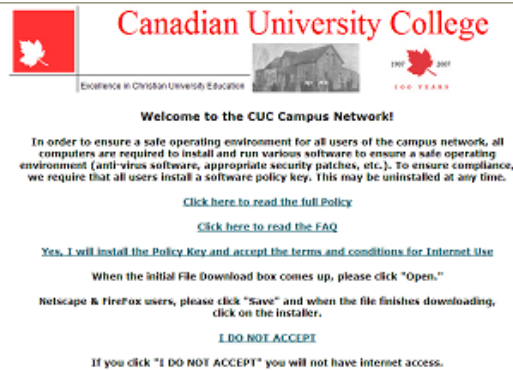 Canadian University College
1907 2007
100 YEARS
Excellence in Christian University Education
Welcome to the CUC Campus Network!
In order to ensure a safe operating environment for all users of the campus network, all
computers are required to install and run various software to ensure a safe operating
environment (anti-virus software, appropriate security patches, etc.). To ensure compliance,
we require that all users install a software policy key. This may be uninstalled at any time.
Click here to read the full Policy
Click here to read the FAQ
Yes, I will install the Policy Key and accept the terms and conditions for Internet Use
When the initial File Download box comes up, please click "Open."
Netscape & FireFox users, please click "Save" and when the file finishes downloading,
click on the installer.
I DO NOT ACCEPT
If you click "I DO NOT ACCEPT" you will not have internet access.